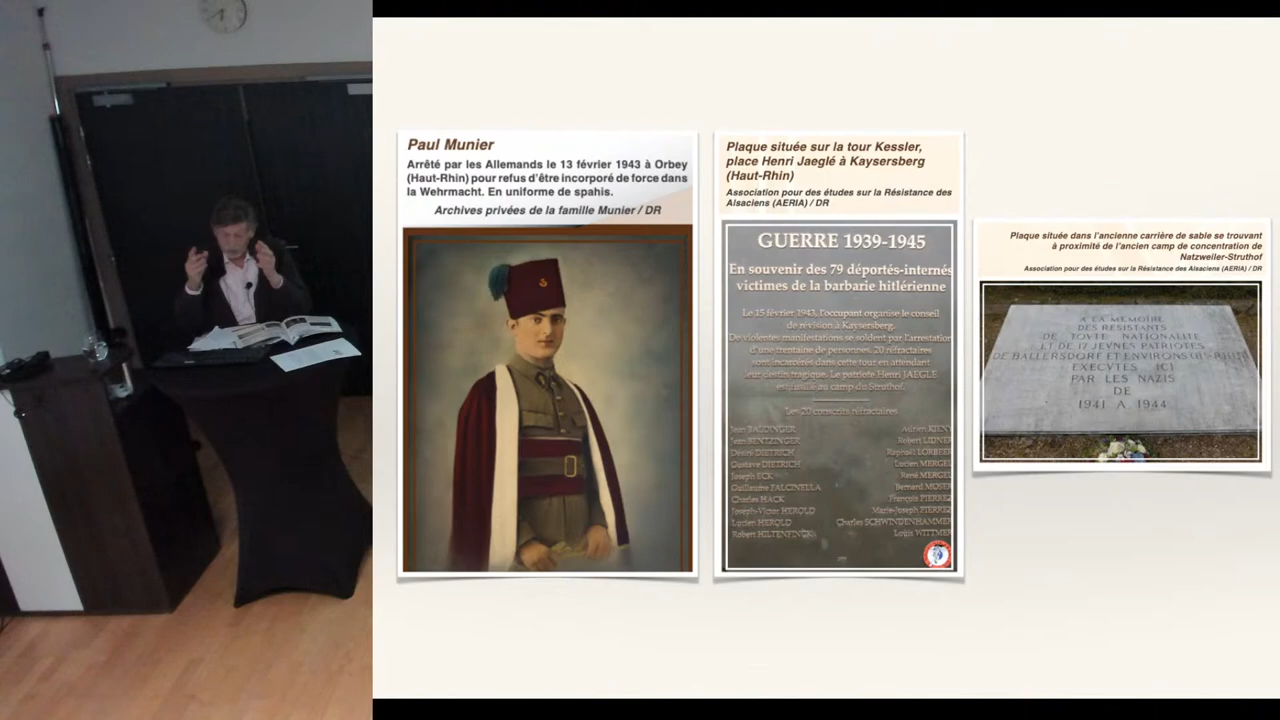 Paul Munier
Arrêté par les Allemands le 13 février 1943 à Orbey
(Haut-Rhin) pour refus d'être incorporé de force dans
la Wehrmacht. En uniforme de spahis.
Archives privées de la famille Munier / DR
Plaque située sur la tour Kessler,
place Henri Jaeglé à Kaysersberg
(Haut-Rhin)
Association pour des études sur la Résistance des
Alsaciens (AERIA) / DR
GUERRE 1939-1945
En souvenir des 79 déportés-internés
victimes de la barbarie hitlérienne
Le 15 février 1943, l'occupant organise le conseil
de révision à Kaysersberg.
De violentes manifestations se soldent par l'arrestation
d'une trentaine de personnes. 20 réfractaires
sont incarcérés dans cette tour en attendant
leur destin tragique. Le patriote Henri JAEGLE
est fusillé au camp du Struthof.
Les 20 conscrits réfractaires
Jean BALDINGER
Jean BENTZINGER
Désiré DIETRICH
Gustave DIETRICH
Joseph ECK
Guillaume FALCINELLA
Charles HACK
Joseph-Victor HEROLD
Lucien HEROLD
Robert HILTENFINCK
Adrien KIENY
Robert LIDNER
Raphaël LORBER
Lucien MERGEL
René MERGEL
Bernard MOSER
François PIERREZ
Marie-Joseph PIERREZ
Charles SCHWINDENHAMMER
Louis WITTMER
Plaque située dans l'ancienne carrière de sable se trouvant
à proximité de l'ancien camp de concentration de
Natzweiler-Struthof
Association pour des études sur la Résistance des Alsaciens (AERIA) / DR
A LA MEMOIRE
DES RESISTANTS
DE TOVTE NATIONALITE
ET DE 17 JEVNES PATRIOTES
DE BALLERSDORF ET ENVIRONS
EXECVTES ICI
PAR LES NAZIS
DE
1941 A 1944